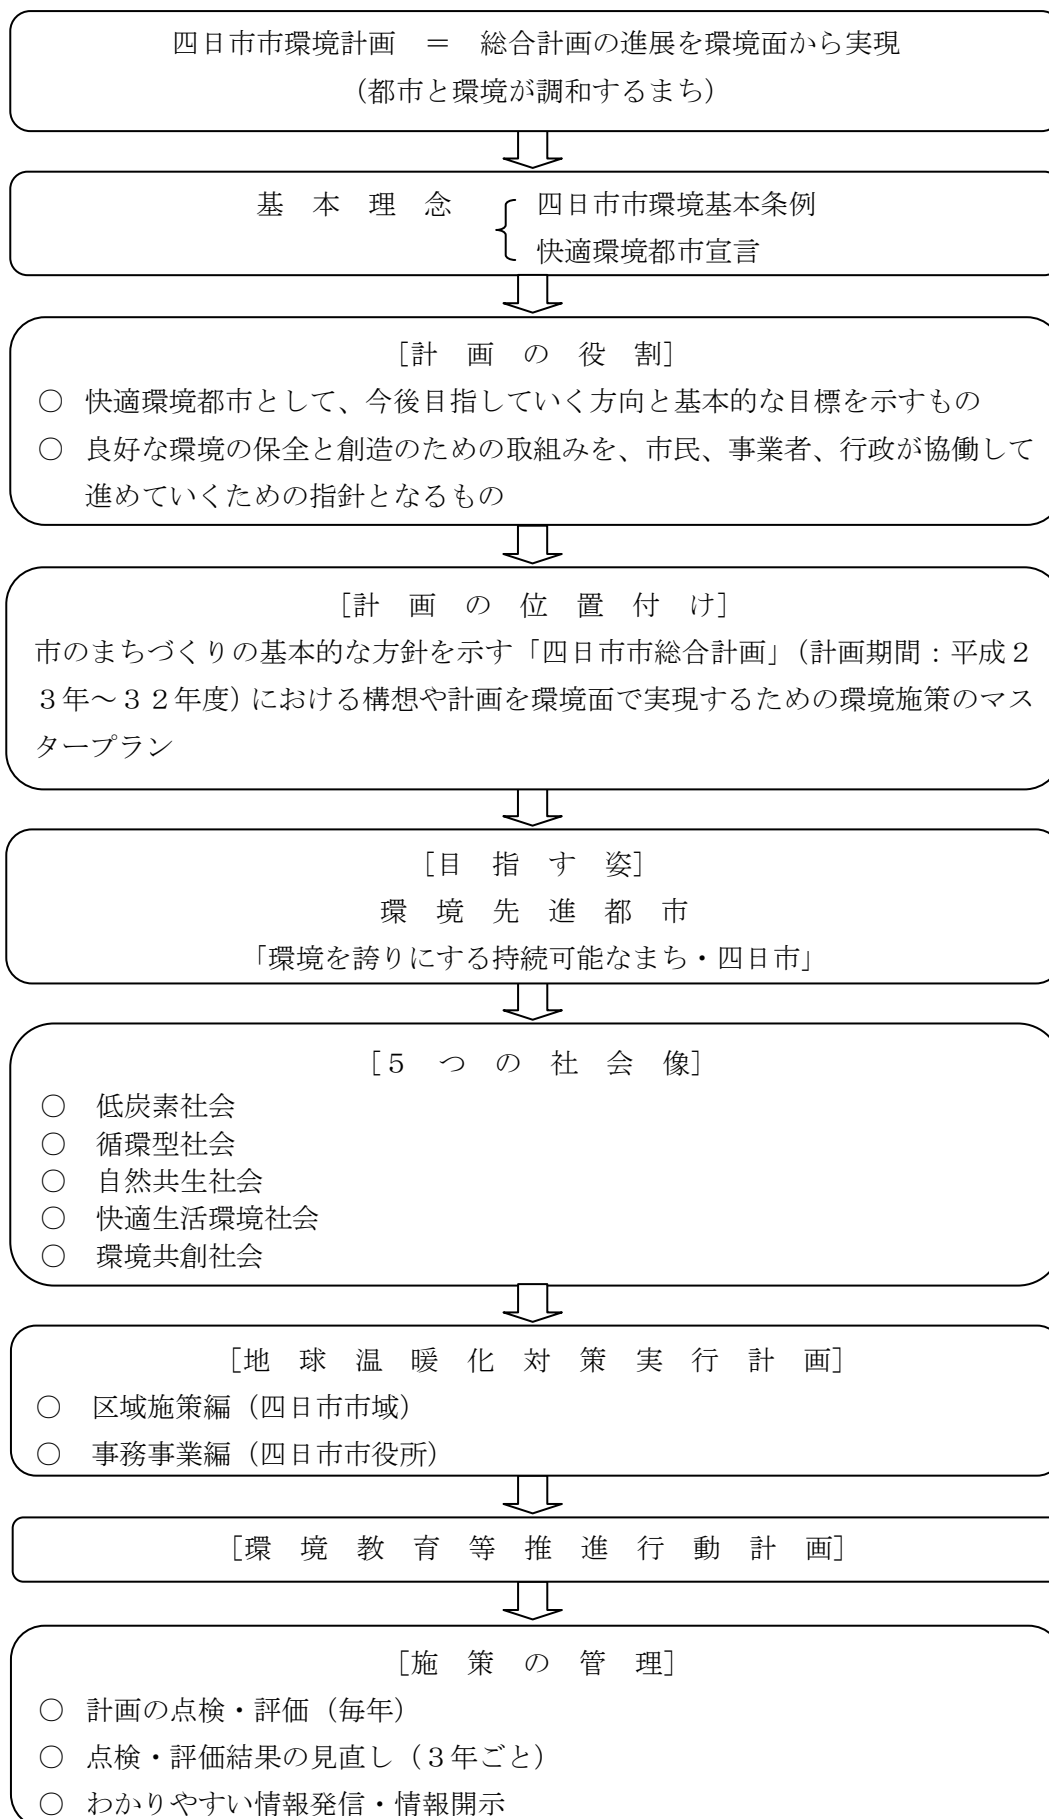 四日市市環境計画　＝　総合計画の進展を環境面から実現
（都市と環境が調和するまち）
基　本　理　念　四日市市環境基本条例
快適環境都市宣言
［計　画　の　役　割］
○　快適環境都市として、今後目指していく方向と基本的な目標を示すもの
○　良好な環境の保全と創造のための取組みを、市民、事業者、行政が協働して
進めていくための指針となるもの
［計　画　の　位　置　付　け］
市のまちづくりの基本的な方針を示す「四日市市総合計画」（計画期間：平成２
３年～３２年度）における構想や計画を環境面で実現するための環境施策のマス
タープラン
［目　指　す　姿］
環　境　先　進　都　市
「環境を誇りにする持続可能なまち・四日市」
［５　つ　の　社　会　像］
○　低炭素社会
○　循環型社会
○　自然共生社会
○　快適生活環境社会
○　環境共創社会
［地　球　温　暖　化　対　策　実　行　計　画］
○　区域施策編（四日市市域）
○　事務事業編（四日市市役所）
［環　境　教　育　等　推　進　行　動　計　画］
［施　策　の　管　理］
○　計画の点検・評価（毎年）
○　点検・評価結果の見直し（３年ごと）
○　わかりやすい情報発信・情報開示